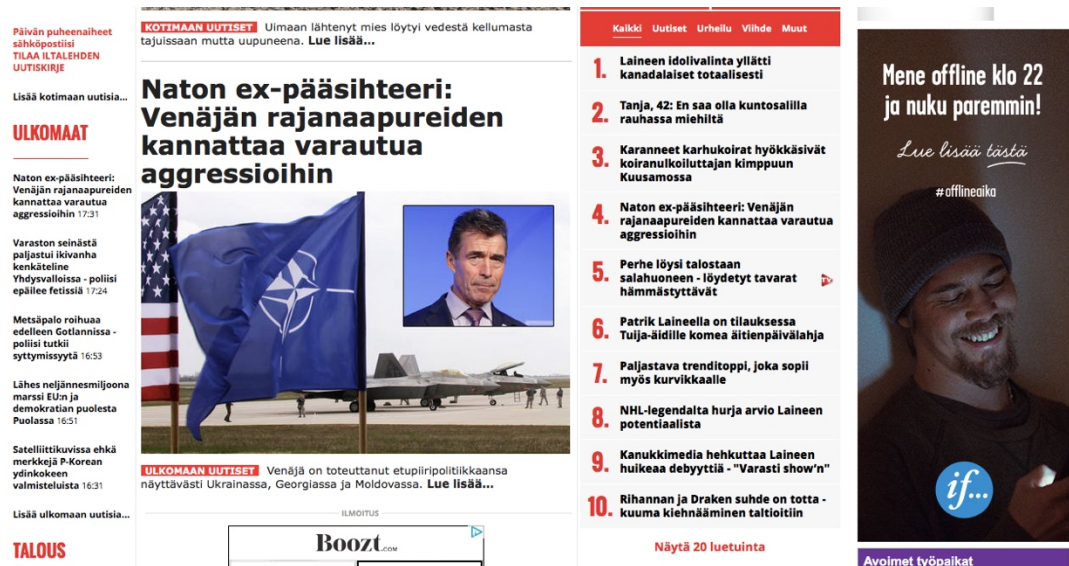 Päivän puheenaiheet
sähköpostiisi
TILAA ILTALEHDEN
UUTISKIRJE
Lisää kotimaan uutisia...
ULKOMAAT
Naton ex-pääsihteeri:
Venäjän rajanaapureiden
kannattaa varautua
aggressioihin 17:31
Varaston seinästä
paljastui ikivanha
kenkäteline
Yhdysvalloissa - poliisi
epäilee fetissiä 17:24
Metsäpalo roihuaa
edelleen Gotlannissa -
poliisi tutkii
syttymissyytä 16:53
Lähes neljännesmiljoona
marssi EU:n ja
demokratian puolesta
Puolassa 16:51
Satelliittikuvissa ehkä
merkkejä P-Korean
ydinkokeen
valmisteluista 16:31
Lisää ulkomaan uutisia...
TALOUS
KOTIMAAN UUTISET Uimaan lähtenyt mies löytyi vedestä kellumasta
tajuissaan mutta uupuneena. Lue lisää...
Naton ex-pääsihteeri:
Venäjän rajanaapureiden
kannattaa varautua
aggressioihin
ULKOMAAN UUTISET Venäjä on toteuttanut etupiiripolitiikkaansa
näyttävästi Ukrainassa, Georgiassa ja Moldovassa. Lue lisää...
ILMOITUS
Boozt.COM
Kaikki Uutiset Urheilu Viihde Muut
1. Laineen idolivalinta yllätti
kanadalaiset totaalisesti
2. Tanja, 42: En saa olla kuntosalilla
rauhassa miehiltä
3. Karanneet karhukoirat hyökkäsivät
koiranulkoiluttajan kimppuun
Kuusamossa
4. Naton ex-pääsihteeri: Venäjän
rajanaapureiden kannattaa varautua
aggressioihin
5. Perhe löysi talostaan
salahuoneen - löydetyt tavarat
hämmästyttävät
TV
6. Patrik Laineella on tilauksessa
Tuija-äidille komea äitienpäivälahja
7. Paljastava trenditoppi, joka sopii
myös kurvikkaalle
8. NHL-legendalta hurja arvio Laineen
potentiaalista
9. Kanukkimedia hehkuttaa Laineen
huikeaa debyyttiä - "Varasti show'n"
10. Rihannan ja Draken suhde on totta -
kuuma kiehnääminen taltioitiin
Näytä 20 luetuinta
Mene offline klo 22
ja nuku paremmin!
Lue lisää tästä
#offlineaika
if...
Avoimet työpaikat